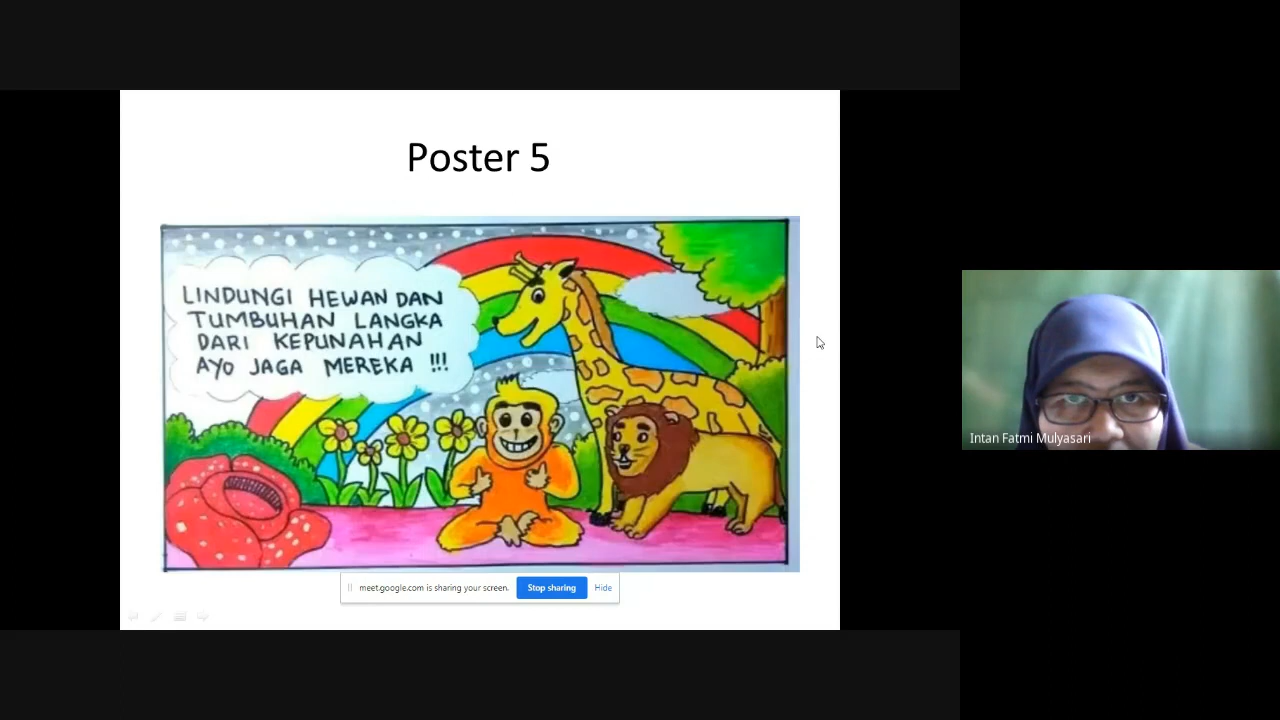 Poster 5
LINDUNGI HEWAN DAN
TUMBUHAN LANGKA
DARI KEPUNAHAN
AYO JAGA MEREKA !!!
meet.google.com is sharing your screen.
Stop sharing
Hide
Intan Fatmi Mulyasari